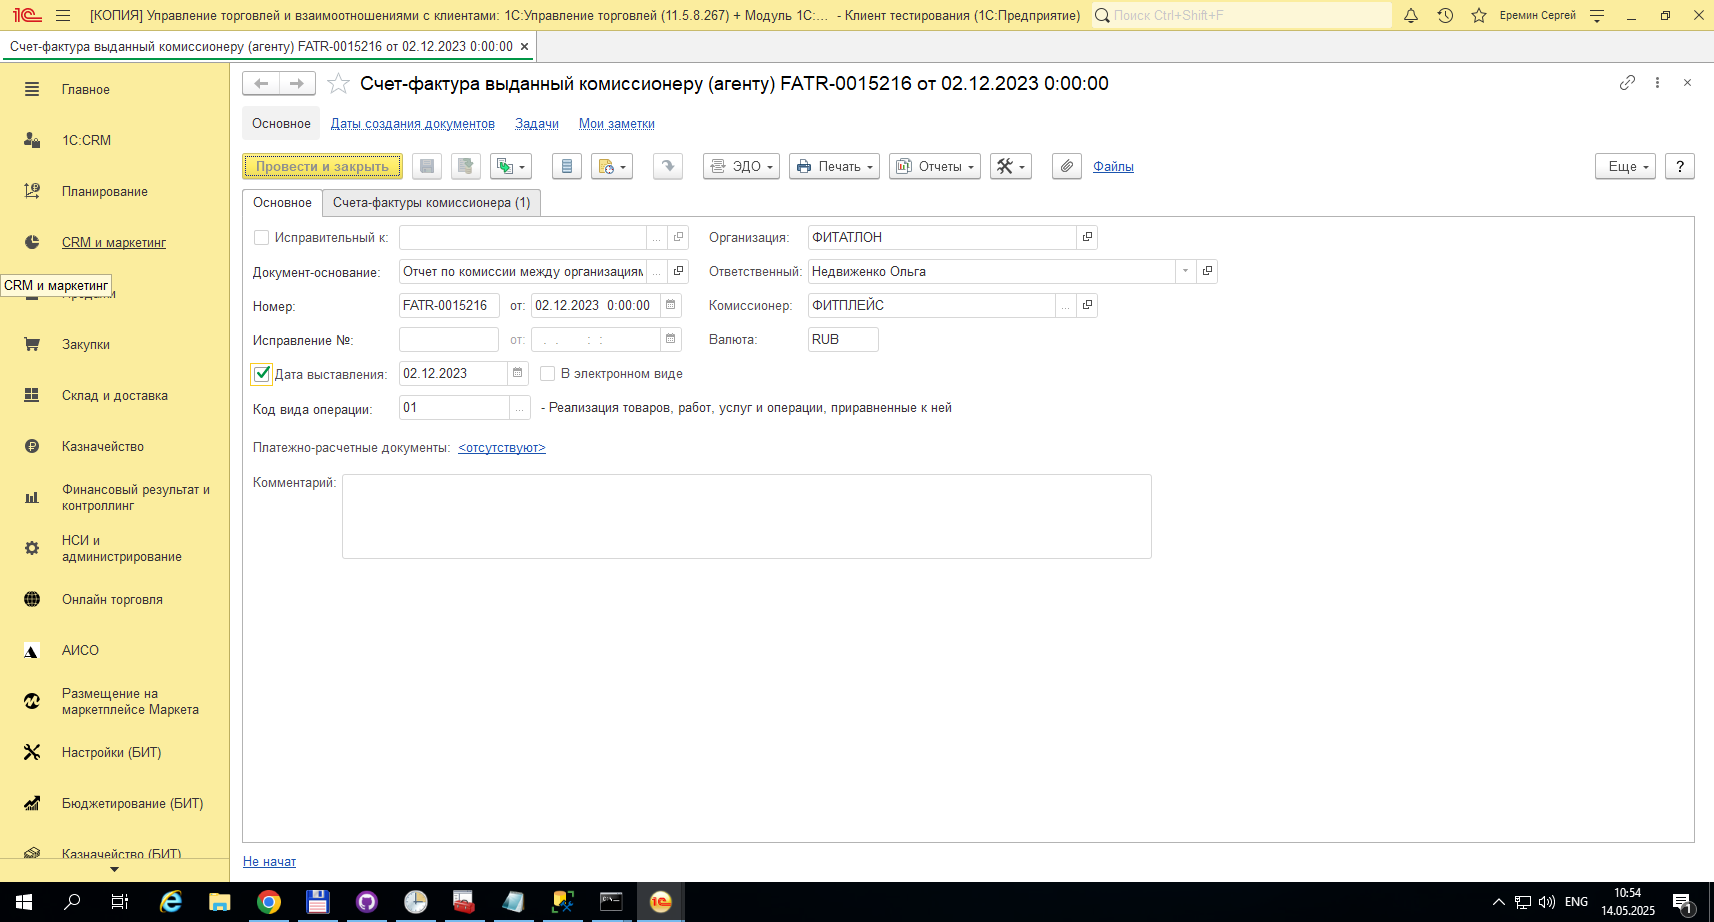 [КОПИЯ] Управление торговлей и взаимоотношениями с клиентами: 1С:Управление торговлей (11.5.8.267) + Модуль 1С:... - Клиент тестирования (1С:Предприятие)
Поиск Ctrl+Shift+F
Еремин Сергей
Счет-фактура выданный комиссионеру (агенту) FATR-0015216 от 02.12.2023 0:00:00 ×
Главное
1С:CRM
Планирование
CRM и маркетинг
CRM и маркетинг
Продажи
Закупки
Склад и доставка
Казначейство
Финансовый результат и
контроллинг
НСИ и
администрирование
Онлайн торговля
АИСО
Размещение на
маркетплейсе Маркета
Настройки (БИТ)
Бюджетирование (БИТ)
Казначейство (БИТ)
Счет-фактура выданный комиссионеру (агенту) FATR-0015216 от 02.12.2023 0:00:00
Основное Даты создания документов Задачи Мои заметки
Провести и закрыть ЭДО Печать Отчеты Файлы Еще ?
Основное Счета-фактуры комиссионера (1)
Исправительный к: ... Организация: ФИТАТЛОН
Документ-основание: Отчет по комиссии между организациям ... Ответственный: Недвиженко Ольга
Номер: FATR-0015216 от: 02.12.2023 0:00:00 Комиссионер: ФИТПЛЕЙС ...
Исправление №: от: . . : : Валюта: RUB
Дата выставления: 02.12.2023 В электронном виде
Код вида операции: 01 ... - Реализация товаров, работ, услуг и операции, приравненные к ней
Платежно-расчетные документы: <отсутствуют>
Комментарий:
Не начат
ENG
10:54
14.05.2025
1